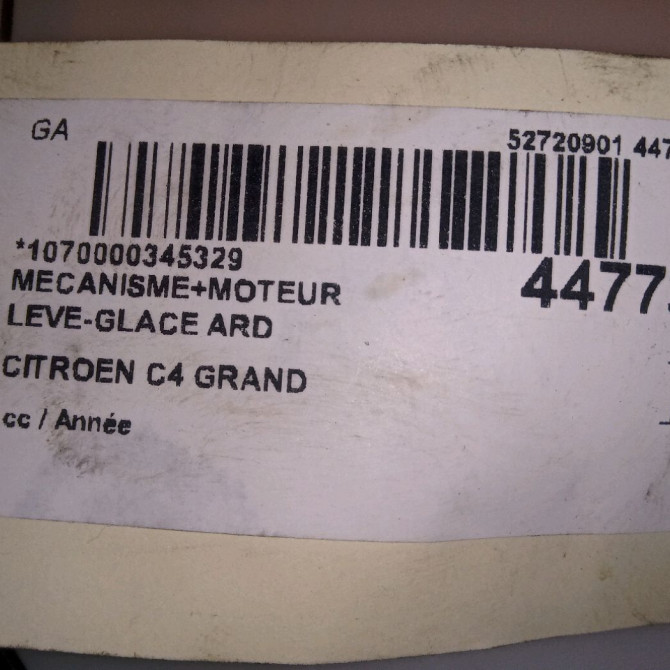 GA
52720901 447
*1070000345329
4477
MECANISME+MOTEUR
LEVE-GLACE ARD
CITROEN C4 GRAND
cc / Année